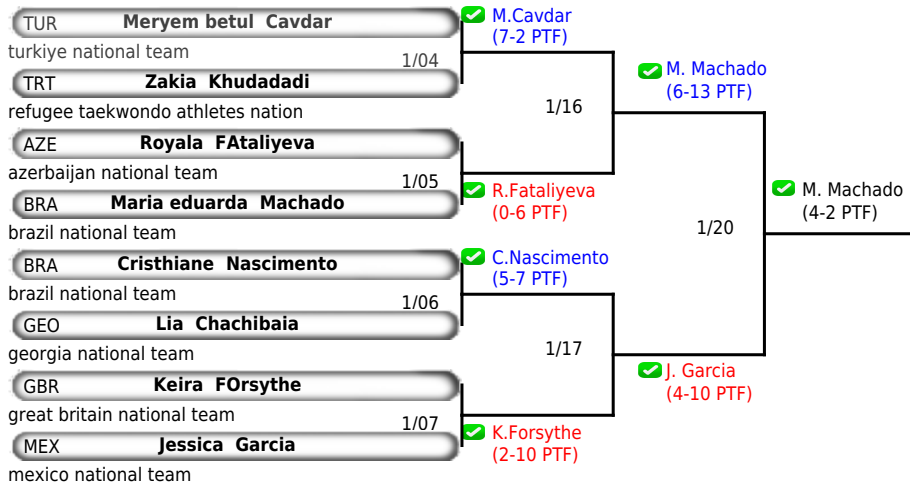 TUR Meryem betul Cavdar
turkiye national team
1/04
TRT Zakia Khudadadi
refugee taekwondo athletes nation
AZE Royala FAtaliyeva
azerbaijan national team
1/05
BRA Maria eduarda Machado
brazil national team
BRA Cristhiane Nascimento
brazil national team
1/06
GEO Lia Chachibaia
georgia national team
GBR Keira FOrsythe
great britain national team
1/07
MEX Jessica Garcia
mexico national team
M.Cavdar
(7-2 PTF)
1/16
R.Fataliyeva
(0-6 PTF)
C.Nascimento
(5-7 PTF)
1/17
K.Forsythe
(2-10 PTF)
M. Machado
(6-13 PTF)
1/20
J. Garcia
(4-10 PTF)
M. Machado
(4-2 PTF)